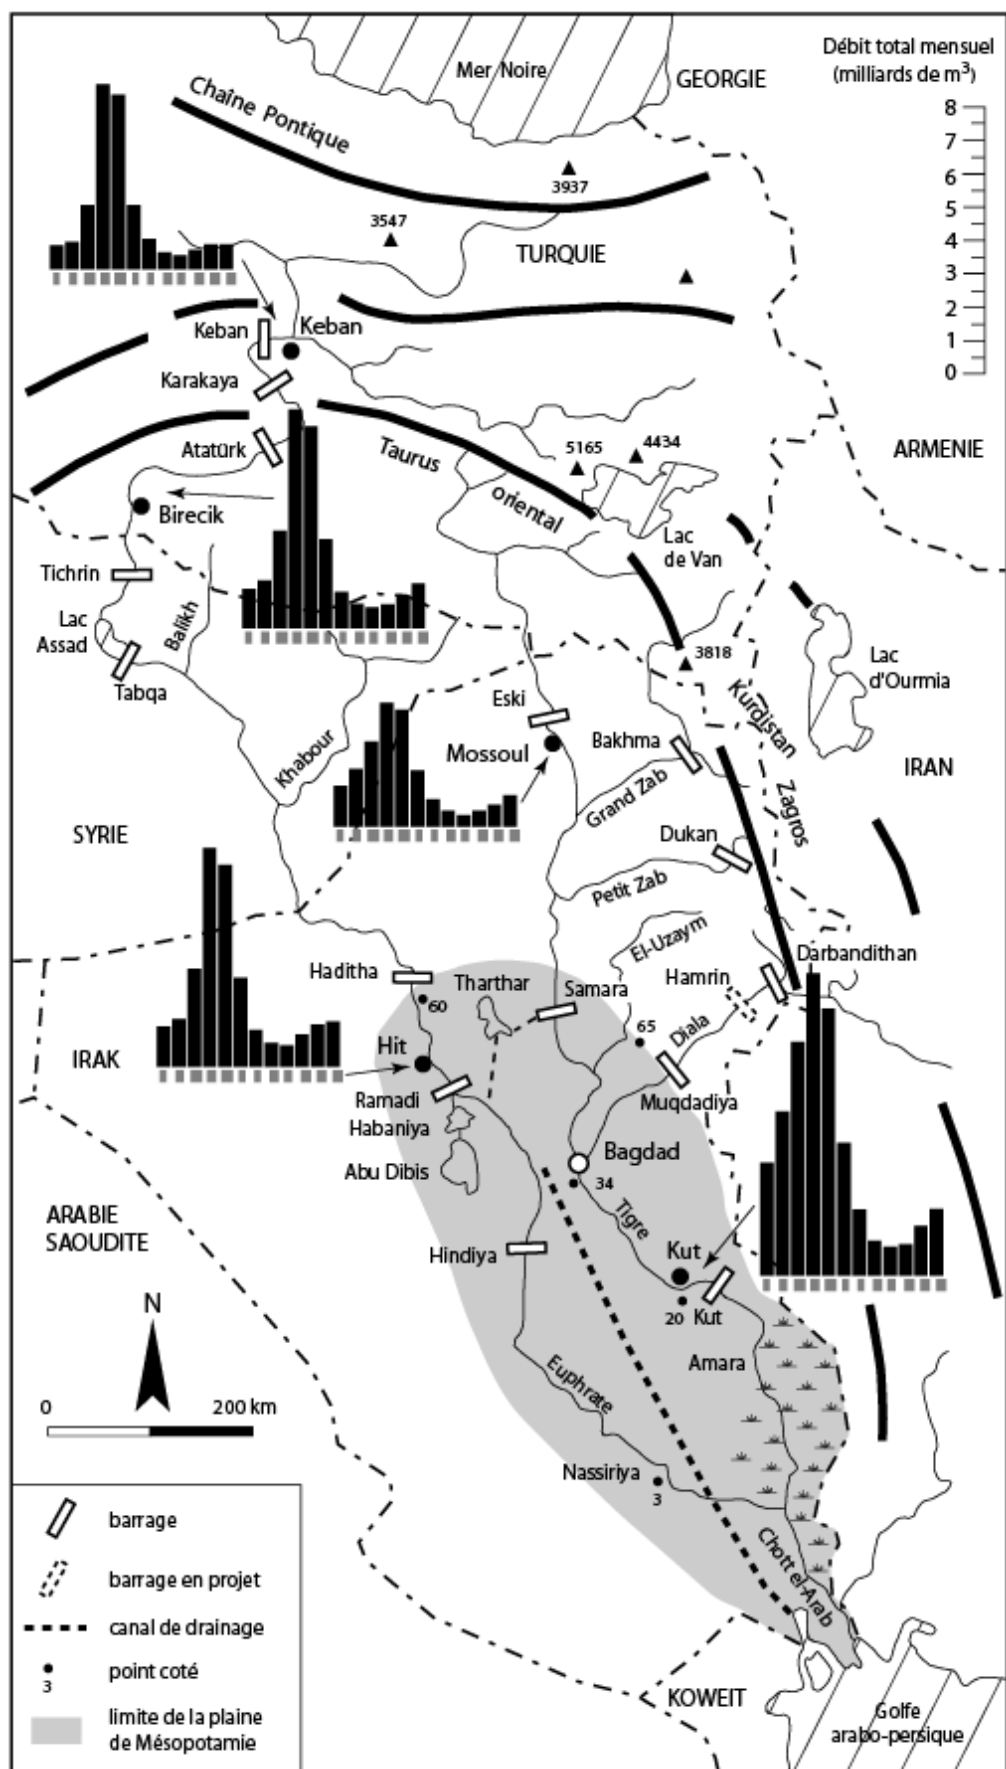 Débit total mensuel
(milliards de m³)
8
7
6
5
4
3
2
1
0
Mer Noire
GEORGIE
Chaîne Pontique
3937
3547
TURQUIE
Keban
Keban
Karakaya
Atatürk
Taurus
oriental
5165
4434
ARMENIE
Birecik
Lac
de Van
Tichrin
Lac
Assad
Balikh
Tabqa
3818
Lac
d'Ourmia
Kurdistan
Eski
Bakhma
Mossoul
Khabour
Grand Zab
Zagros
IRAN
SYRIE
Dukan
Petit Zab
El-Uzaym
Darbandithan
Haditha
Tharthar
Samara
Hamrin
60
65
Diala
IRAK
Hit
Ramadi
Habaniya
Muqdadiya
Abu Dibis
Bagdad
34
ARABIE
SAOUDITE
Tigre
Hindiya
Kut
20
Kut
N
Amara
0
200 km
Euphrate
Nassiriya
3
Chott el-Arab
KOWEIT
Golfe
arabo-persique
barrage
barrage en projet
canal de drainage
point coté
3
limite de la plaine
de Mésopotamie